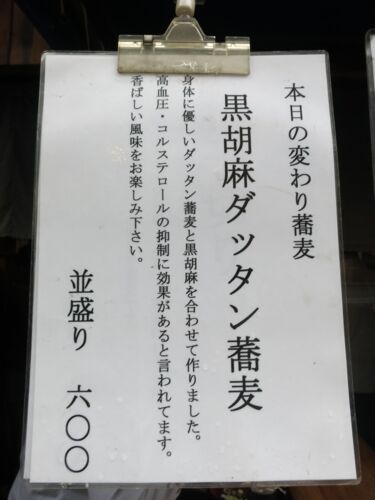 本日の変わり蕎麦
黒胡麻ダッタン蕎麦
身体に優しいダッタン蕎麦と黒胡麻を合わせて作りました。
高血圧・コルステロールの抑制に効果があると言われてます。
香ばしい風味をお楽しみ下さい。
並盛り 六〇〇